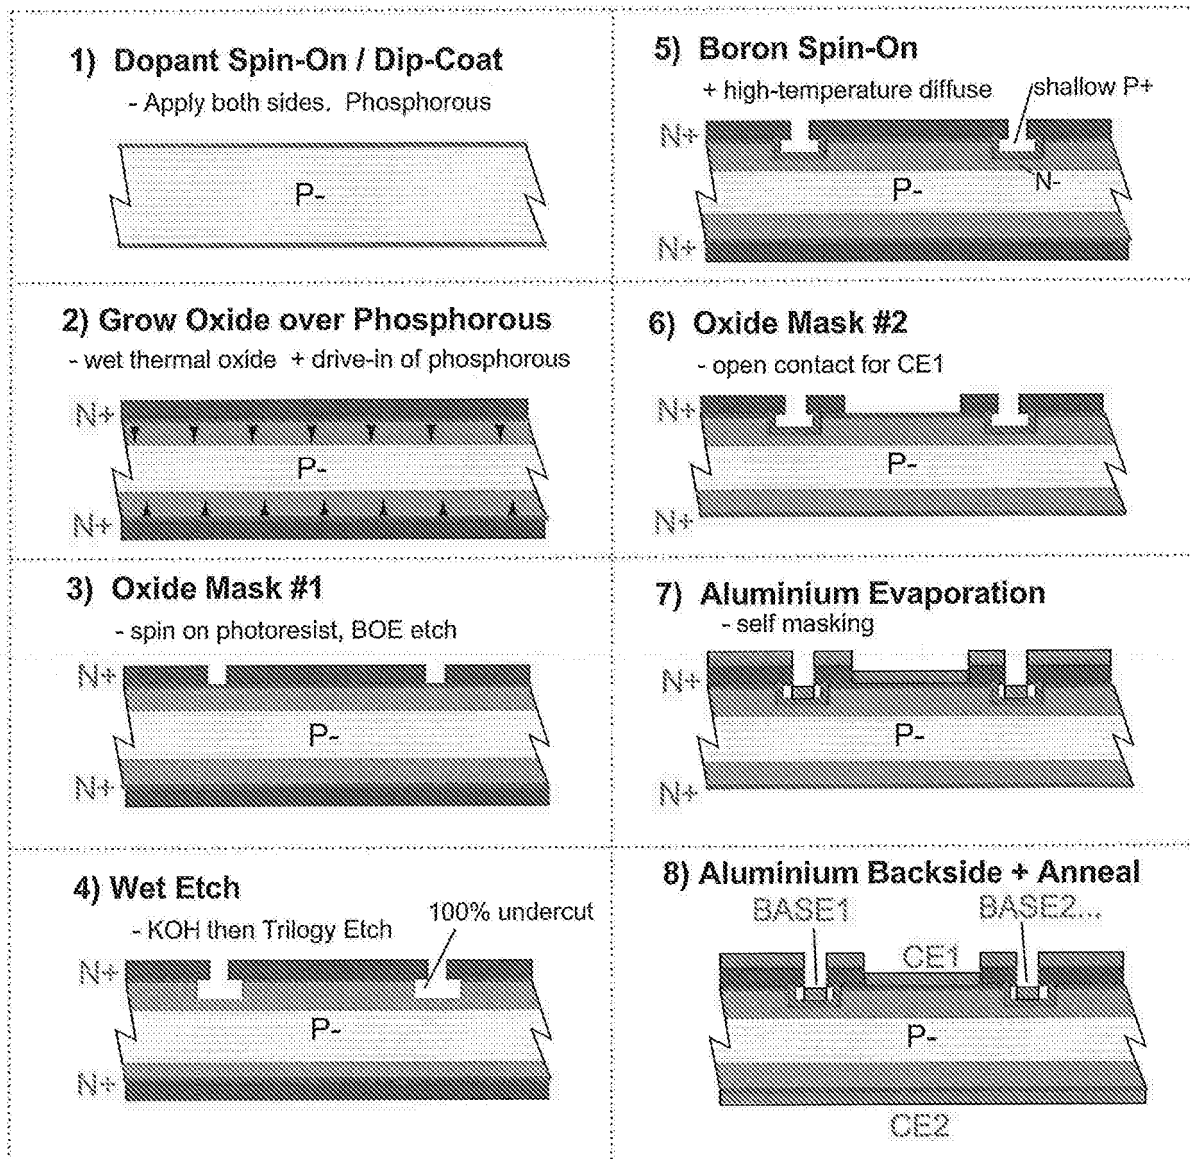 1) Dopant Spin-On / Dip-Coat
- Apply both sides. Phosphorous
P-
2) Grow Oxide over Phosphorous
- wet thermal oxide + drive-in of phosphorous
N+
P-
N+
3) Oxide Mask #1
- spin on photoresist, BOE etch
N+
P-
N+
4) Wet Etch
- KOH then Trilogy Etch
100% undercut
N+
P-
N+
5) Boron Spin-On
+ high-temperature diffuse
shallow P+
N+
P-
N-
N+
6) Oxide Mask #2
- open contact for CE1
N+
P-
N+
7) Aluminium Evaporation
- self masking
N+
P-
N+
8) Aluminium Backside + Anneal
BASE1
BASE2...
CE1
P-
CE2